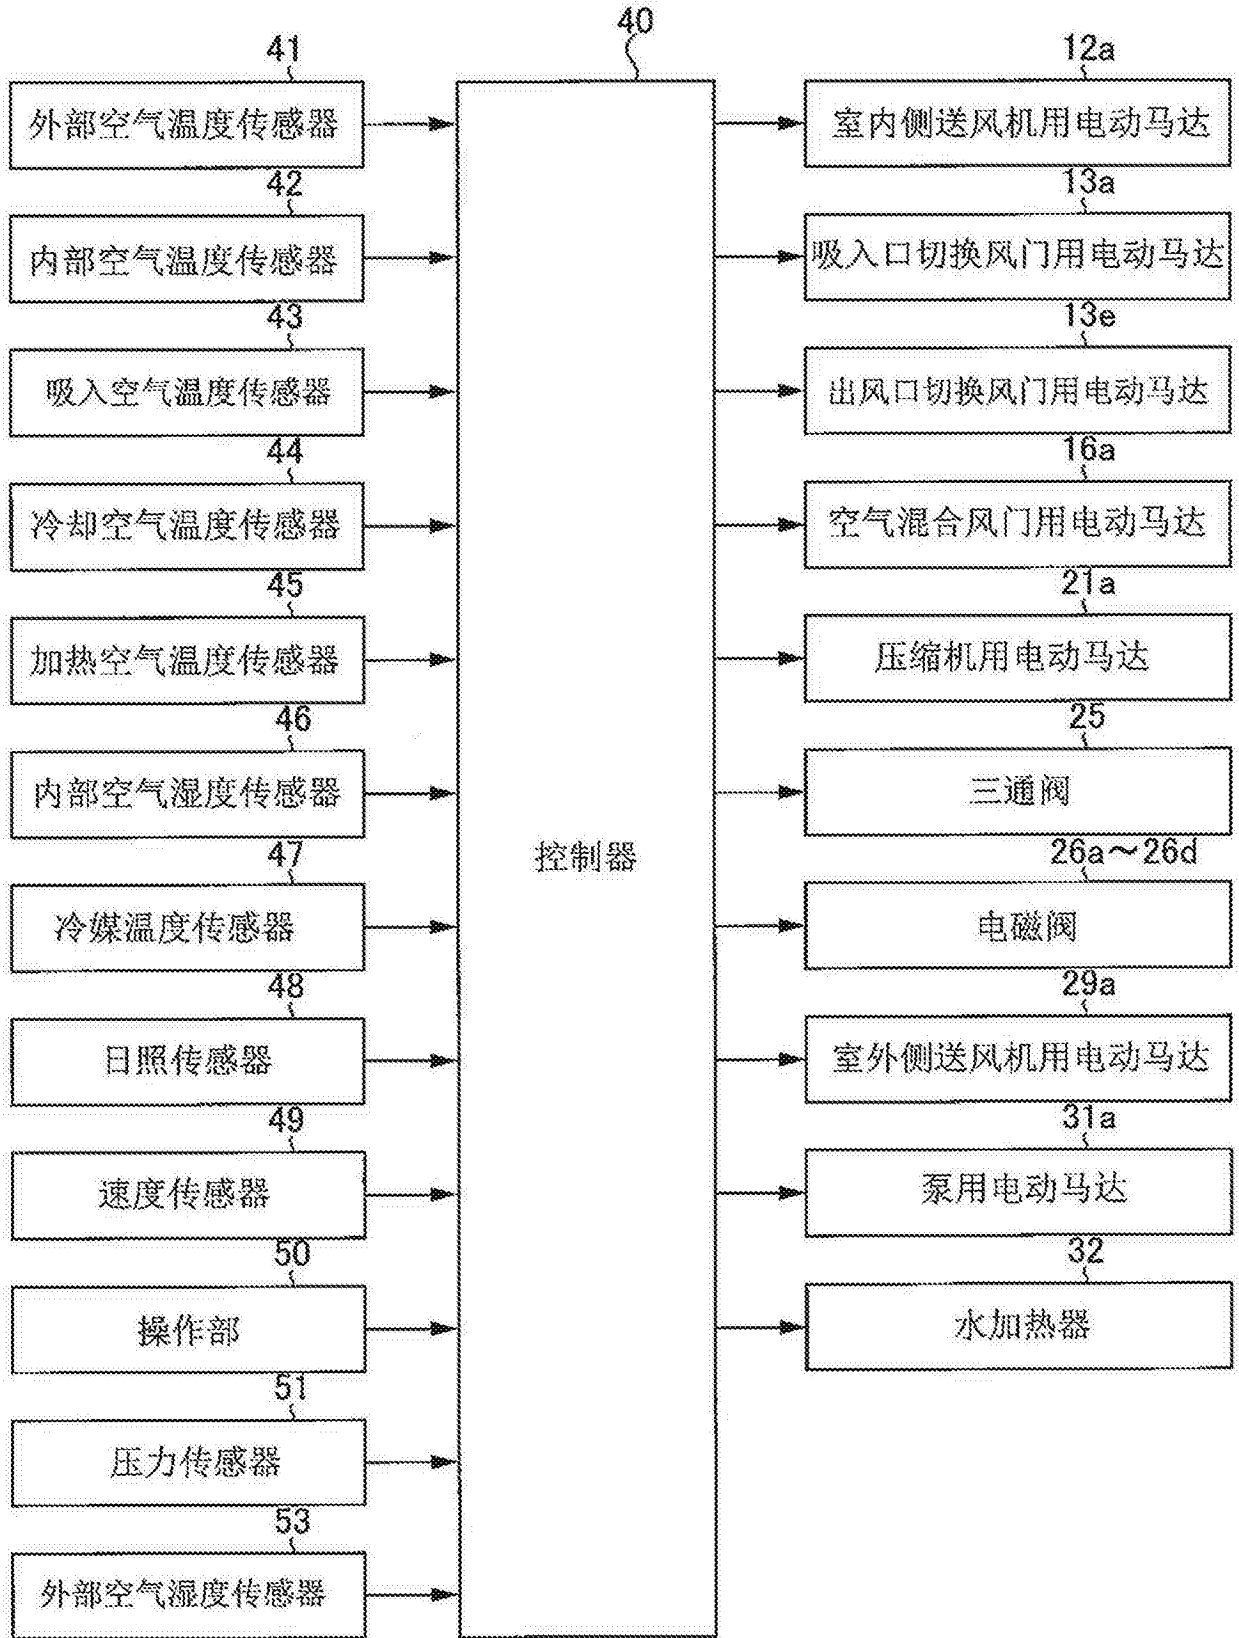 40
41
外部空气温度传感器
42
内部空气温度传感器
43
吸入空气温度传感器
44
冷却空气温度传感器
45
加热空气温度传感器
46
内部空气湿度传感器
47
冷媒温度传感器
48
日照传感器
49
速度传感器
50
操作部
51
压力传感器
53
外部空气湿度传感器
控制器
12a
室内侧送风机用电动马达
13a
吸入口切换风门用电动马达
13e
出风口切换风门用电动马达
16a
空气混合风门用电动马达
21a
压缩机用电动马达
25
三通阀
26a～26d
电磁阀
29a
室外侧送风机用电动马达
31a
泵用电动马达
32
水加热器